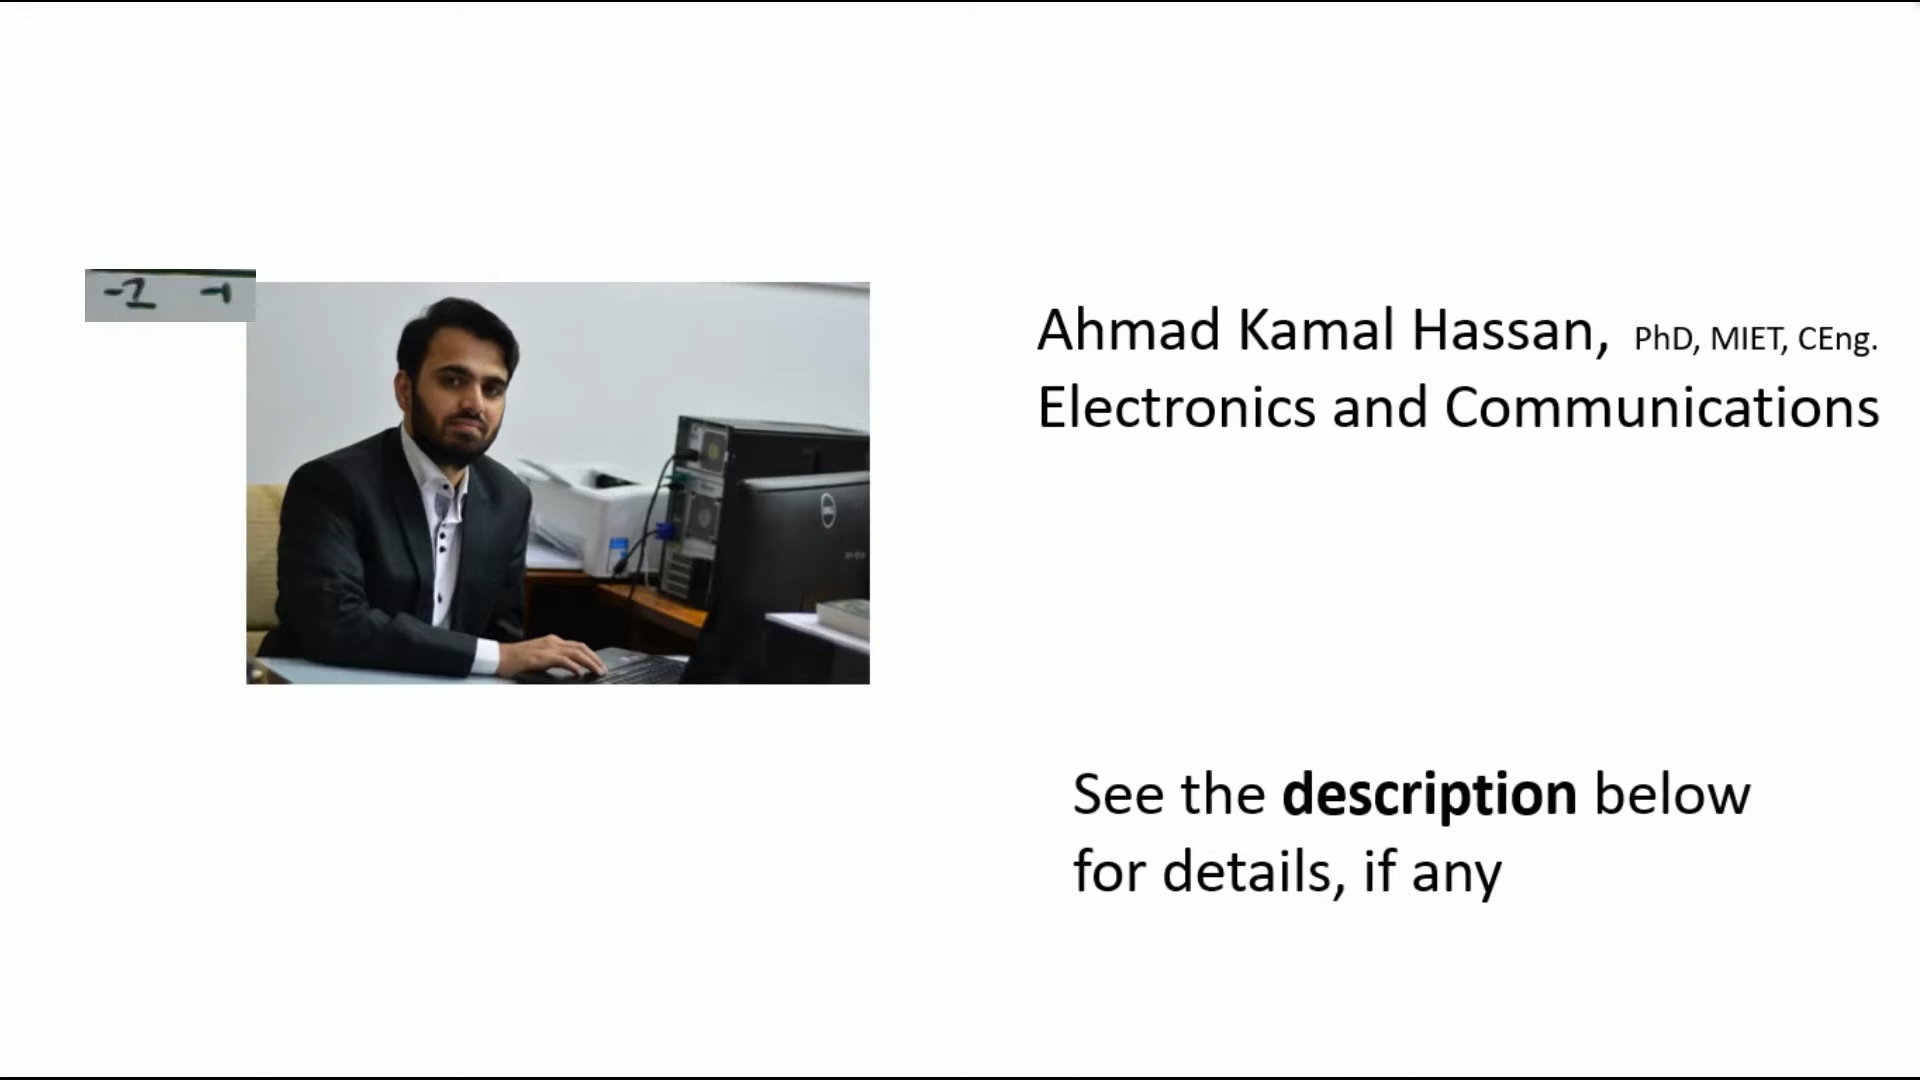 -2 -1
Ahmad Kamal Hassan, PhD, MIET, CEng.
Electronics and Communications
DELL
See the description below
for details, if any